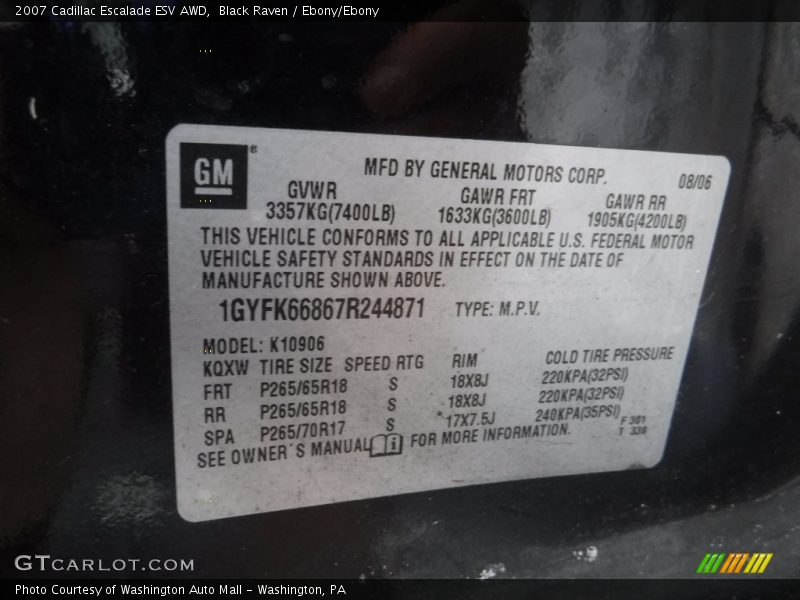 2007 Cadillac Escalade ESV AWD, Black Raven / Ebony/Ebony
GM®
MFD BY GENERAL MOTORS CORP. 08/06
GVWR GAWR FRT GAWR RR
3357KG(7400LB) 1633KG(3600LB) 1905KG(4200LB)
THIS VEHICLE CONFORMS TO ALL APPLICABLE U.S. FEDERAL MOTOR
VEHICLE SAFETY STANDARDS IN EFFECT ON THE DATE OF
MANUFACTURE SHOWN ABOVE.
1GYFK66867R244871 TYPE: M.P.V.
MODEL: K10906
KQXW TIRE SIZE SPEED RTG RIM COLD TIRE PRESSURE
FRT P265/65R18 S 18X8J 220KPA(32PSI)
RR P265/65R18 S 18X8J 220KPA(32PSI)
SPA P265/70R17 S 17X7.5J 240KPA(35PSI)
SEE OWNER'S MANUAL FOR MORE INFORMATION.
F 301
T 338
GTCARLOT.COM
Photo Courtesy of Washington Auto Mall - Washington, PA